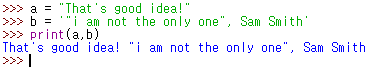 >>> a = "That's good idea!"
>>> b = '"i am not the only one", Sam Smith'
>>> print(a,b)
That's good idea! "i am not the only one", Sam Smith
>>>